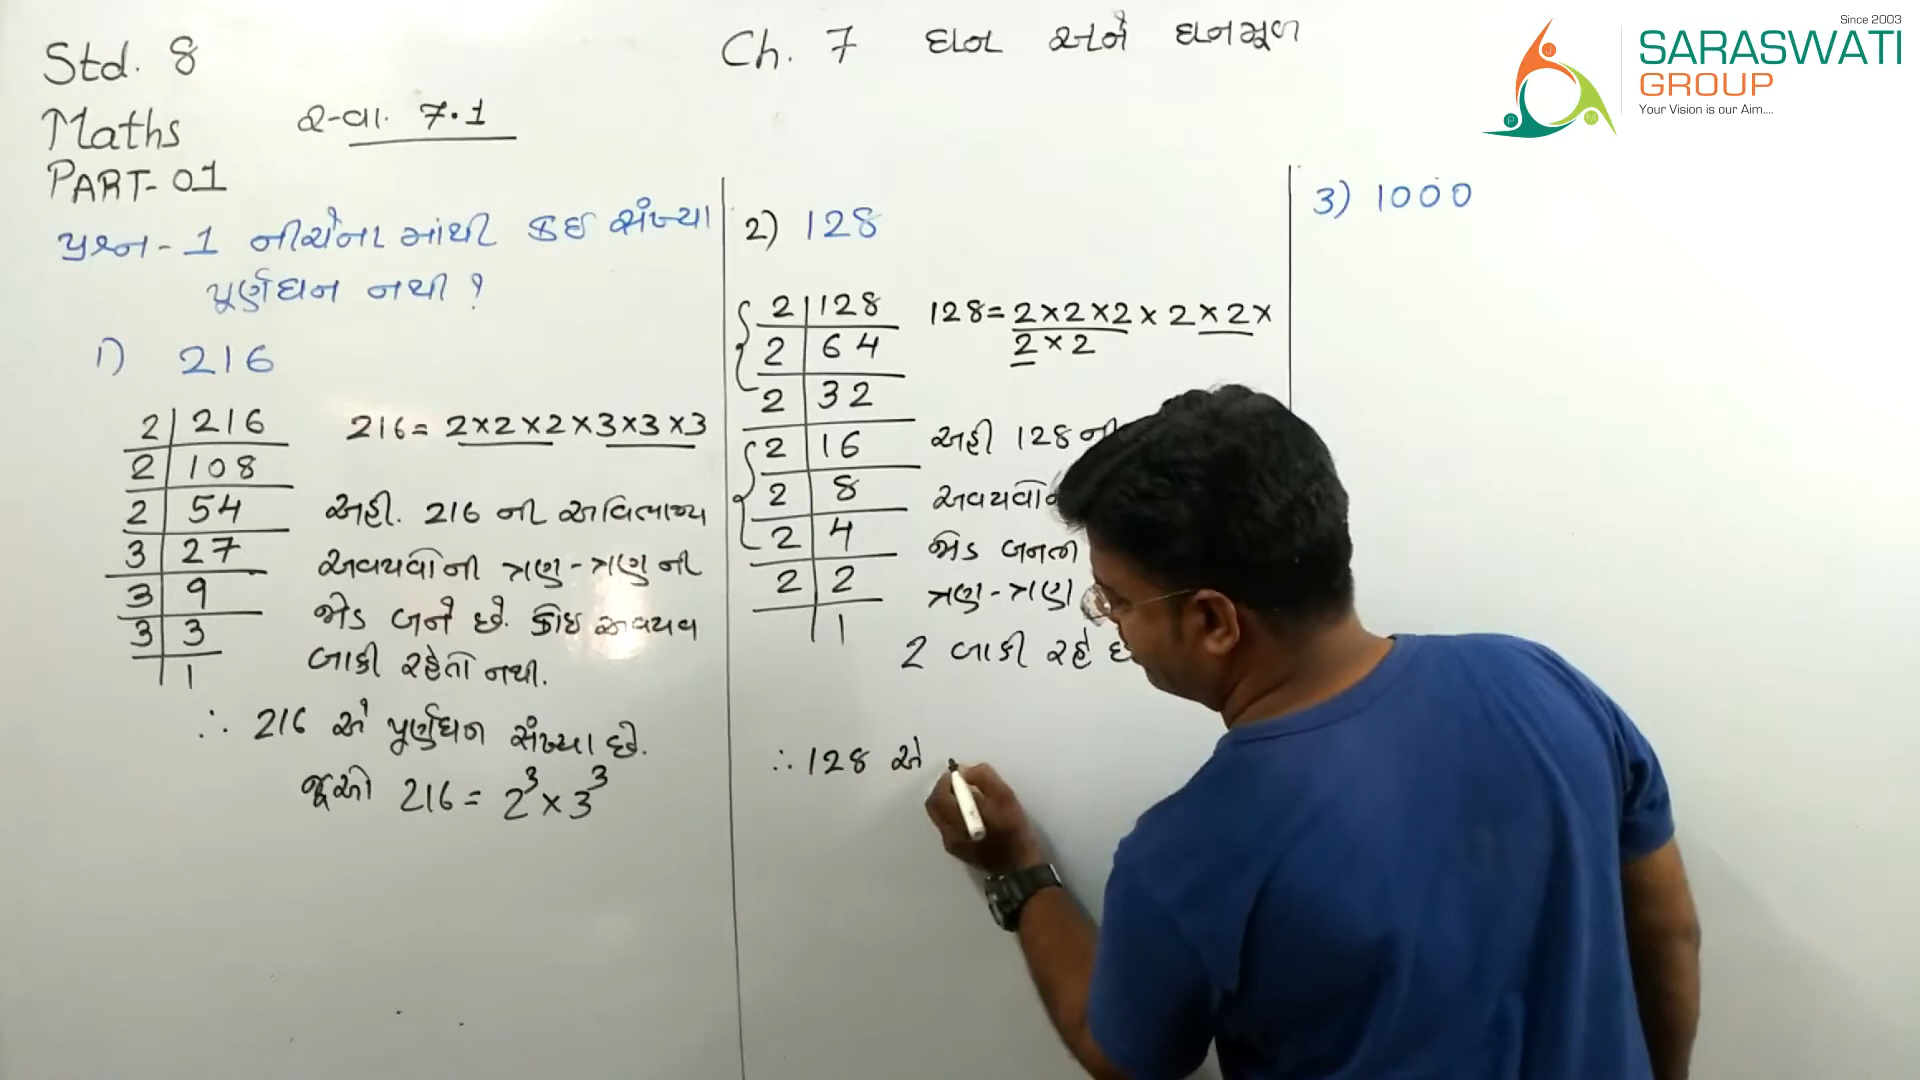 Std. 8
Maths
PART-01
સ્વા. 7.1
Ch. 7 ઘન અને ઘનમૂળ
Since 2003
SARASWATI
GROUP
Your Vision is our Aim....
પ્રશ્ન-1 નીચેના માંથી કઇ સંખ્યા
પૂર્ણઘન નથી ?
1) 216
2 | 216
2 | 108
2 | 54
3 | 27
3 | 9
3 | 3
1
216 = 2×2×2×3×3×3
અહી. 216 ની અવિભાજ્ય
અવયવોની ત્રણ-ત્રણ ની
જોડ બને છે. કોઇ અવયવ
બાકી રહેતો નથી.
∴ 216 એ પૂર્ણઘન સંખ્યા છે.
જૂઓ 216 = 2³×3³
2) 128
2 | 128
2 | 64
2 | 32
2 | 16
2 | 8
2 | 4
2 | 2
1
128 = 2×2×2×2×2×
2×2
અહી 128ની
અવયવોન
જોડ બનતા
ત્રણ-ત્રણ
2 બાકી રહે છ
∴ 128 એ
3) 1000